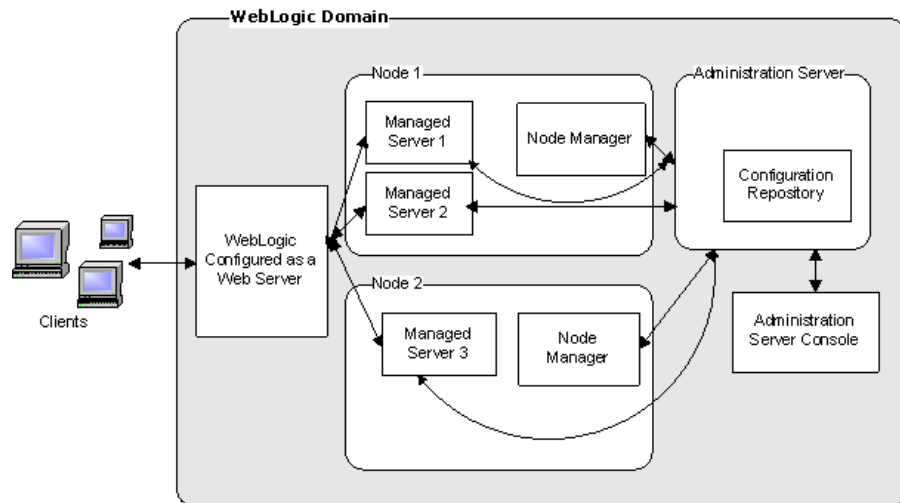 WebLogic Domain
Node 1
Managed
Server 1
Node Manager
Managed
Server 2
Administration Server
Configuration
Repository
WebLogic
Configured as a
Web Server
Clients
Node 2
Managed
Server 3
Node
Manager
Administration
Server Console